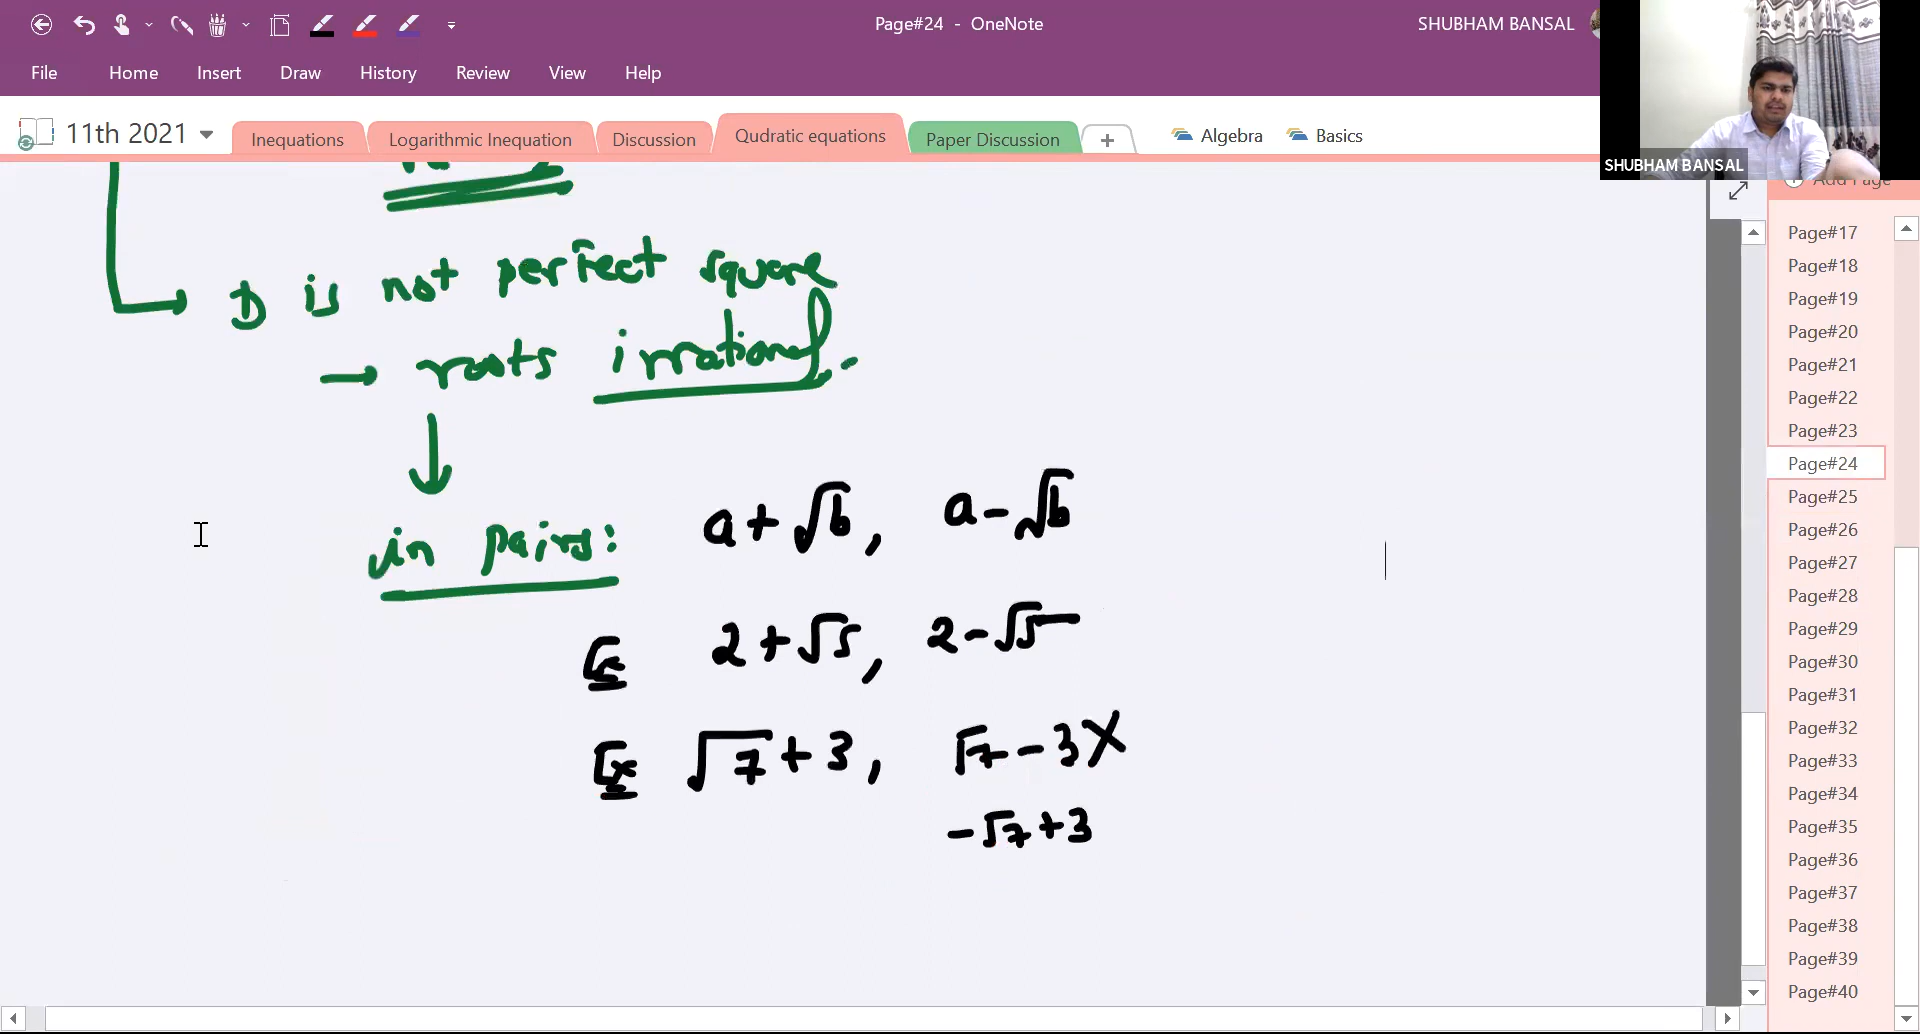 Page#24 - OneNote
SHUBHAM BANSAL
File Home Insert Draw History Review View Help
11th 2021
Inequations
Logarithmic Inequation
Discussion
Qudratic equations
Paper Discussion
+
Algebra
Basics
SHUBHAM BANSAL
Add Page
D is not perfect square
→ roots irrational.
in pairs: a + √b, a - √b
Ex 2 + √5, 2 - √5
Ex √7 + 3, √7 - 3 X
-√7 + 3
Page#17
Page#18
Page#19
Page#20
Page#21
Page#22
Page#23
Page#24
Page#25
Page#26
Page#27
Page#28
Page#29
Page#30
Page#31
Page#32
Page#33
Page#34
Page#35
Page#36
Page#37
Page#38
Page#39
Page#40